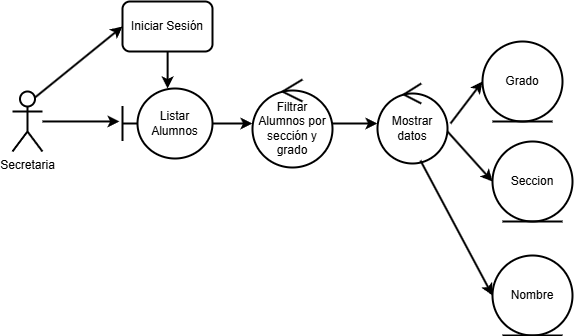 Iniciar Sesión
Secretaria
Listar
Alumnos
Filtrar
Alumnos por
sección y
grado
Mostrar
datos
Grado
Seccion
Nombre